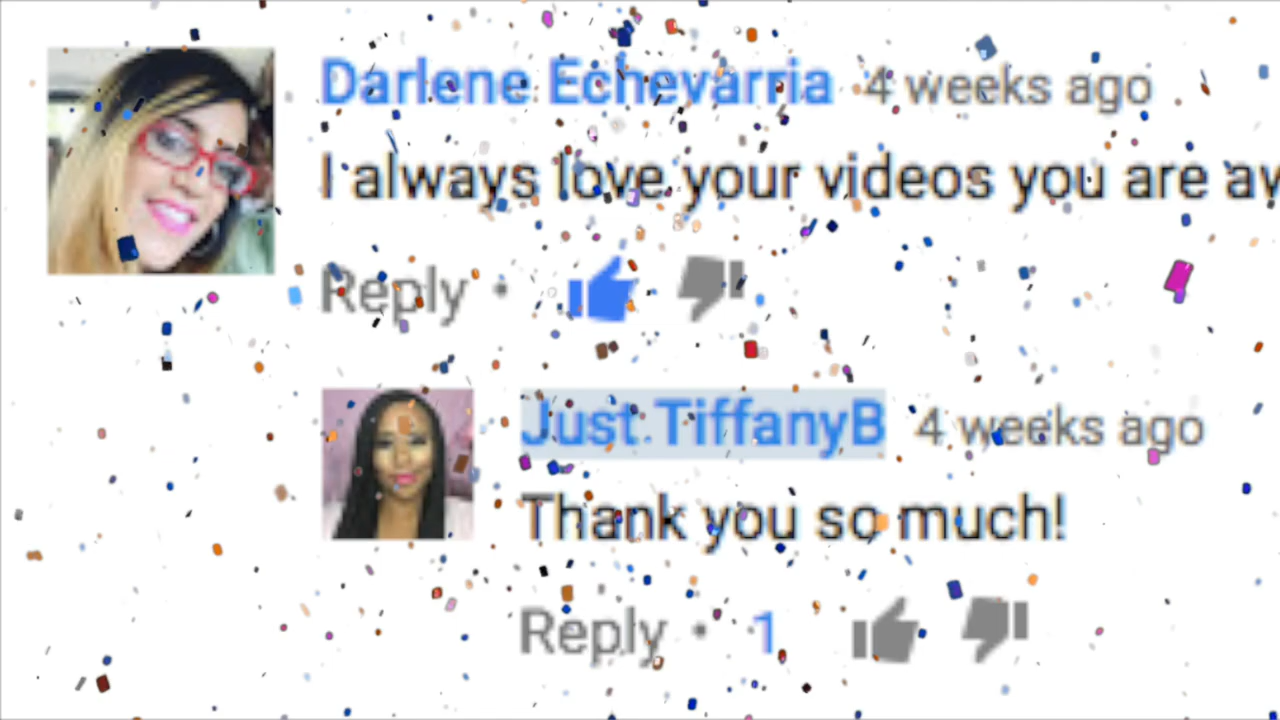 Darlene Echevarria 4 weeks ago
I always love your videos you are
Reply •
Just TiffanyB 4 weeks ago
Thank you so much!
Reply • 1